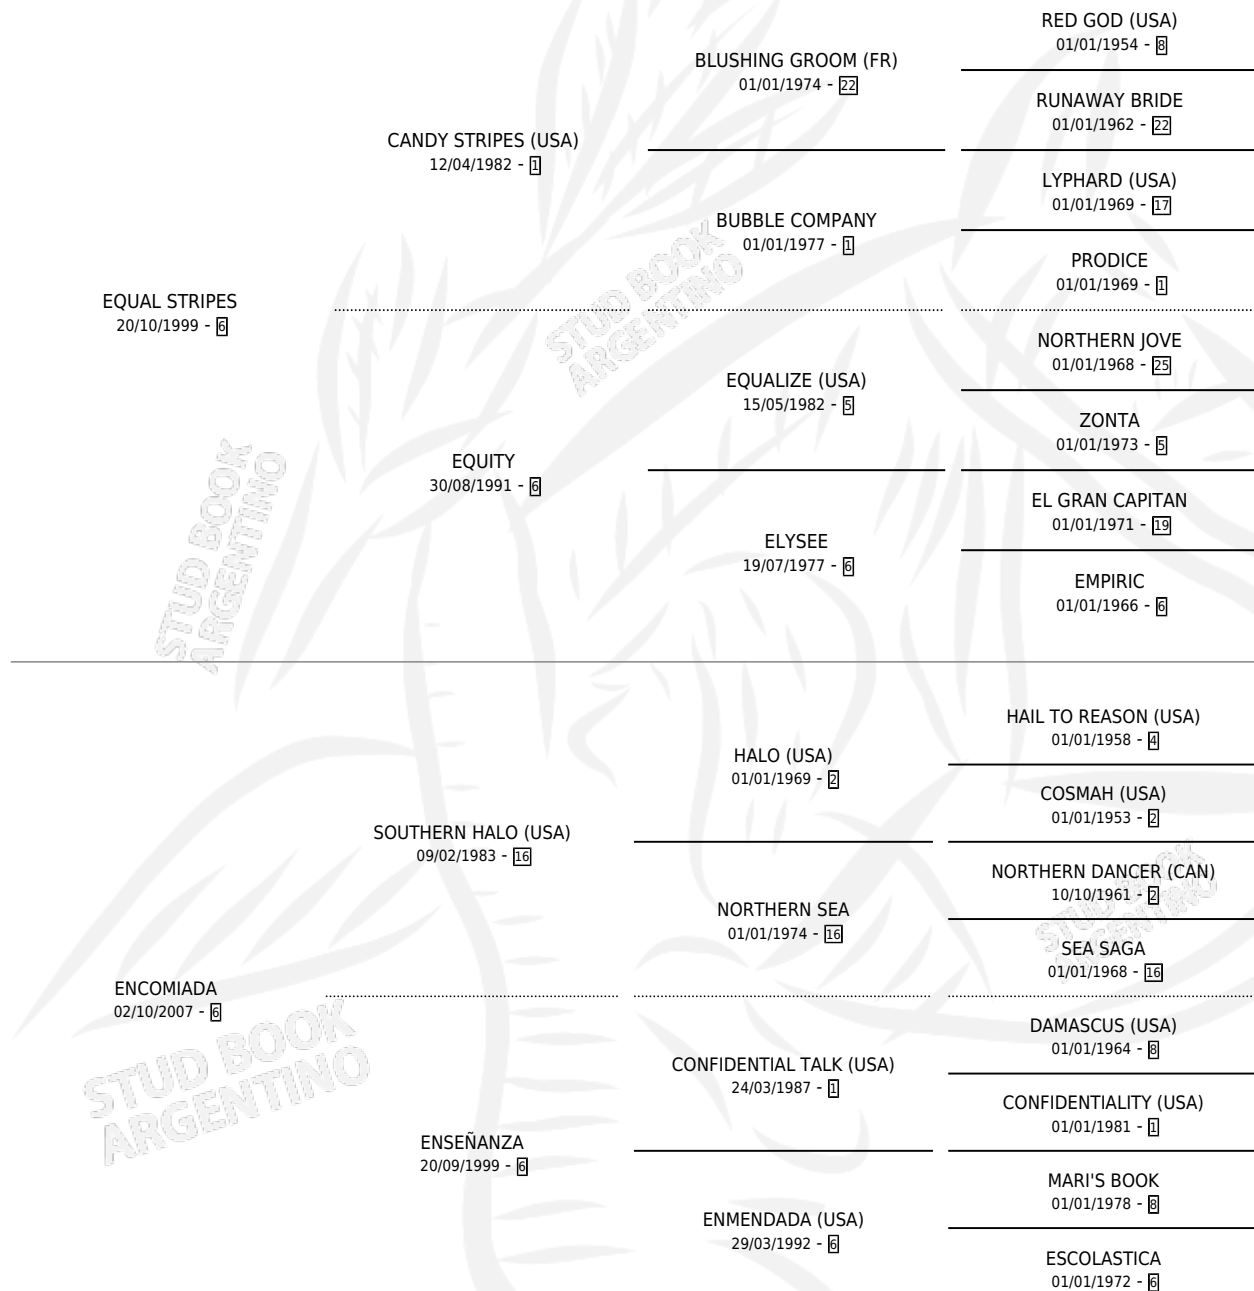 RED GOD (USA)
01/01/1954 - 8
BLUSHING GROOM (FR)
01/01/1974 - 22
RUNAWAY BRIDE
01/01/1962 - 22
CANDY STRIPES (USA)
12/04/1982 - 1
LYPHARD (USA)
01/01/1969 - 17
BUBBLE COMPANY
01/01/1977 - 1
PRODICE
01/01/1969 - 1
EQUAL STRIPES
20/10/1999 - 6
NORTHERN JOVE
01/01/1968 - 25
EQUALIZE (USA)
15/05/1982 - 5
ZONTA
01/01/1973 - 5
EQUITY
30/08/1991 - 6
EL GRAN CAPITAN
01/01/1971 - 19
ELYSEE
19/07/1977 - 6
EMPIRIC
01/01/1966 - 6
HAIL TO REASON (USA)
01/01/1958 - 4
HALO (USA)
01/01/1969 - 2
COSMAH (USA)
01/01/1953 - 2
SOUTHERN HALO (USA)
09/02/1983 - 16
NORTHERN DANCER (CAN)
10/10/1961 - 2
NORTHERN SEA
01/01/1974 - 16
SEA SAGA
01/01/1968 - 16
ENCOMIADA
02/10/2007 - 6
DAMASCUS (USA)
01/01/1964 - 8
CONFIDENTIAL TALK (USA)
24/03/1987 - 1
CONFIDENTIALITY (USA)
01/01/1981 - 1
ENSEÑANZA
20/09/1999 - 6
MARI'S BOOK
01/01/1978 - 8
ENMENDADA (USA)
29/03/1992 - 6
ESCOLASTICA
01/01/1972 - 6
STUD BOOK
ARGENTINO
STUD BOOK
ARGENTINO
STUD BOOK
ARGENTINO
STUD BOOK
ARGENTINO